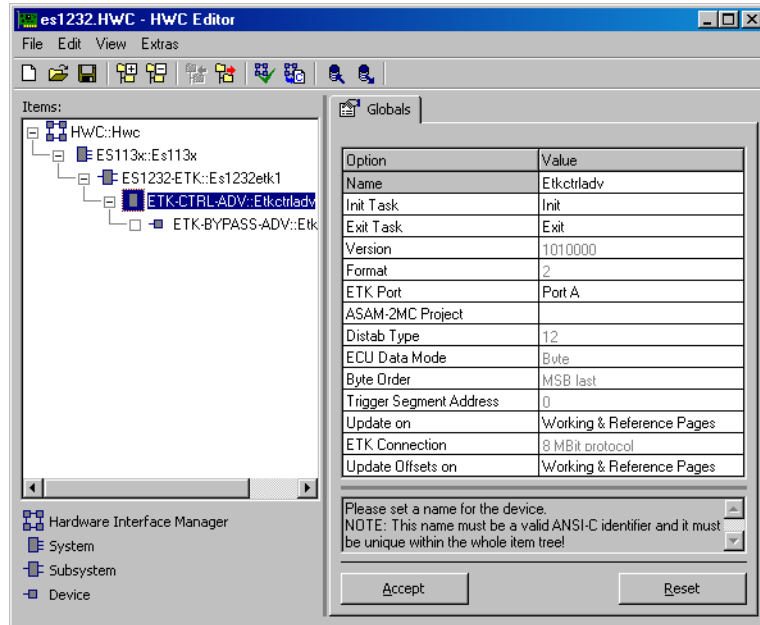 es1232.HWC - HWC Editor
File Edit View Extras
Items:
HWC::Hwc
ES113x::Es113x
ES1232-ETK::Es1232etk1
ETK-CTRL-ADV::Etkctrladv
ETK-BYPASS-ADV::Etk
Hardware Interface Manager
System
Subsystem
Device
Globals
Option Value
Name Etkctrladv
Init Task Init
Exit Task Exit
Version 1010000
Format 2
ETK Port Port A
ASAM-2MC Project
Distab Type 12
ECU Data Mode Byte
Byte Order MSB last
Trigger Segment Address 0
Update on Working & Reference Pages
ETK Connection 8 MBit protocol
Update Offsets on Working & Reference Pages
Please set a name for the device.
NOTE: This name must be a valid ANSI-C identifier and it must
be unique within the whole item tree!
Accept Reset